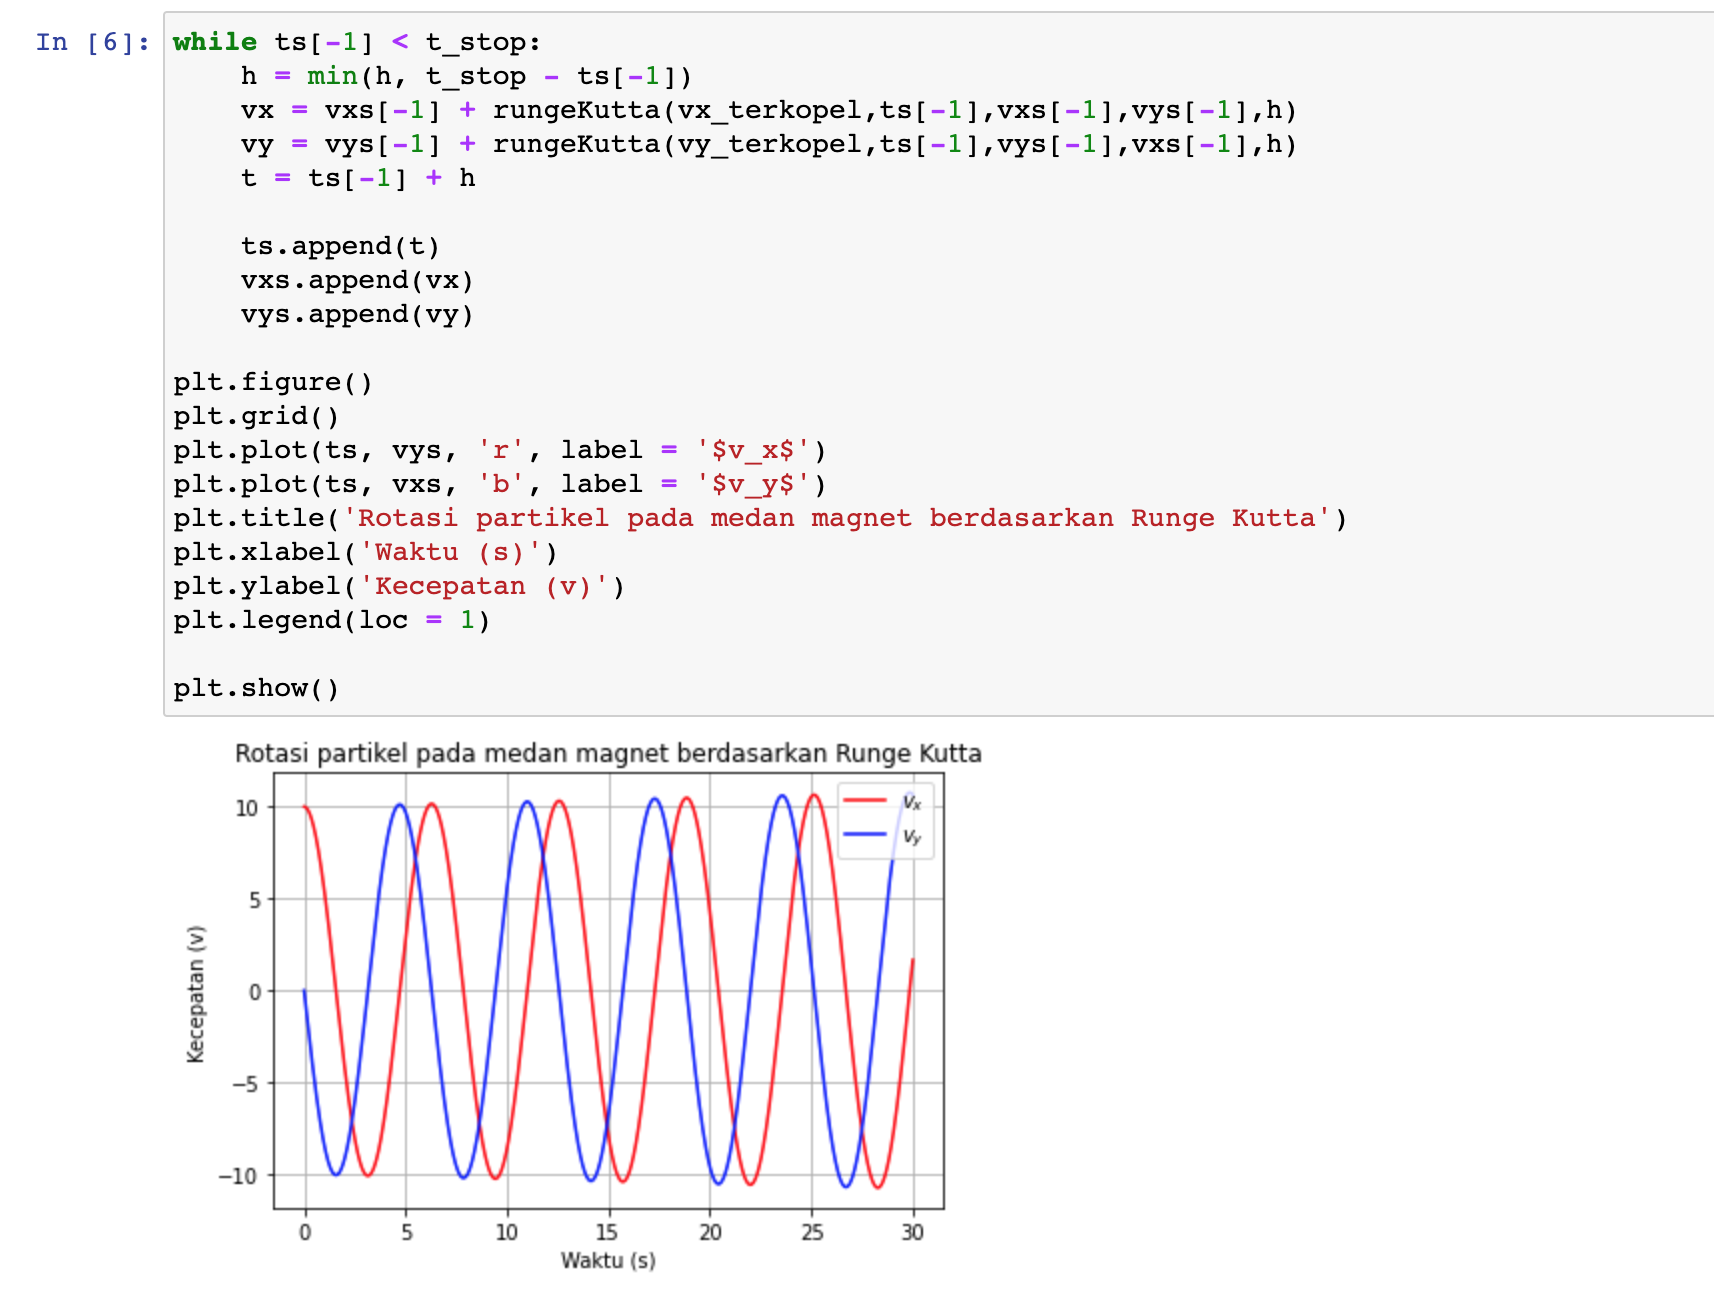 In [6]: while ts[-1] < t_stop:
    h = min(h, t_stop - ts[-1])
    vx = vxs[-1] + rungeKutta(vx_terkopel,ts[-1],vxs[-1],vys[-1],h)
    vy = vys[-1] + rungeKutta(vy_terkopel,ts[-1],vys[-1],vxs[-1],h)
    t = ts[-1] + h

    ts.append(t)
    vxs.append(vx)
    vys.append(vy)

plt.figure()
plt.grid()
plt.plot(ts, vys, 'r', label = '$v_x$')
plt.plot(ts, vxs, 'b', label = '$v_y$')
plt.title('Rotasi partikel pada medan magnet berdasarkan Runge Kutta')
plt.xlabel('Waktu (s)')
plt.ylabel('Kecepatan (v)')
plt.legend(loc = 1)

plt.show()
Rotasi partikel pada medan magnet berdasarkan Runge Kutta
vx
vy
10
5
0
−5
−10
Kecepatan (v)
0 5 10 15 20 25 30
Waktu (s)